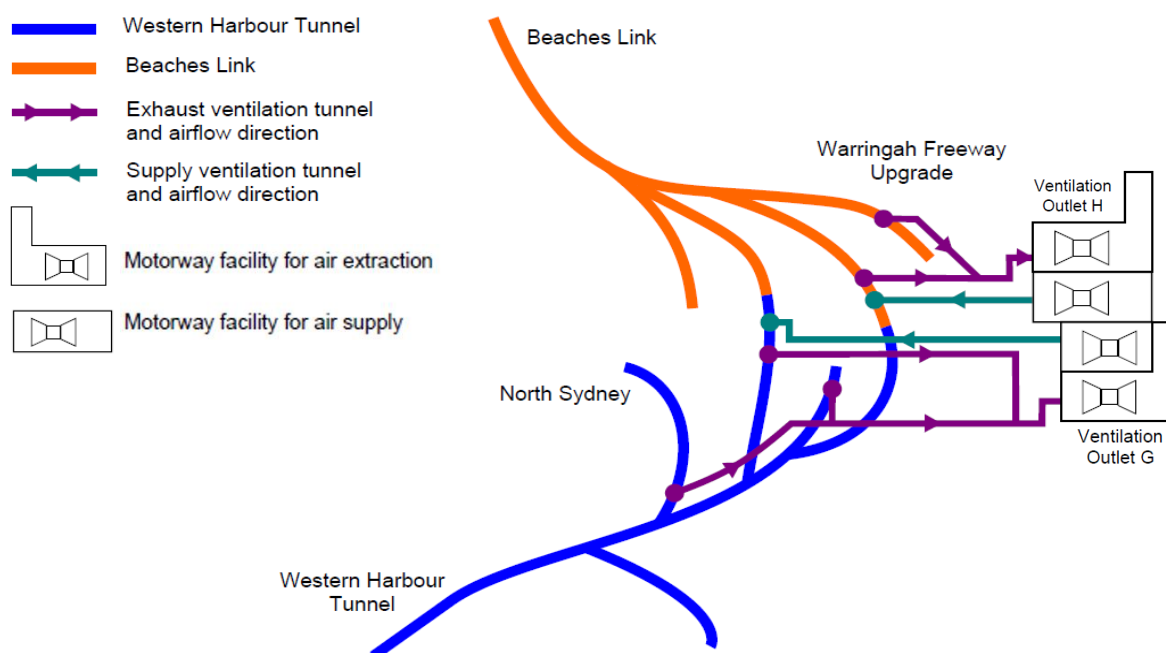 Western Harbour Tunnel
Beaches Link
Exhaust ventilation tunnel
and airflow direction
Supply ventilation tunnel
and airflow direction
Motorway facility for air extraction
Motorway facility for air supply
Beaches Link
Warringah Freeway
Upgrade
Ventilation
Outlet H
North Sydney
Ventilation
Outlet G
Western Harbour
Tunnel